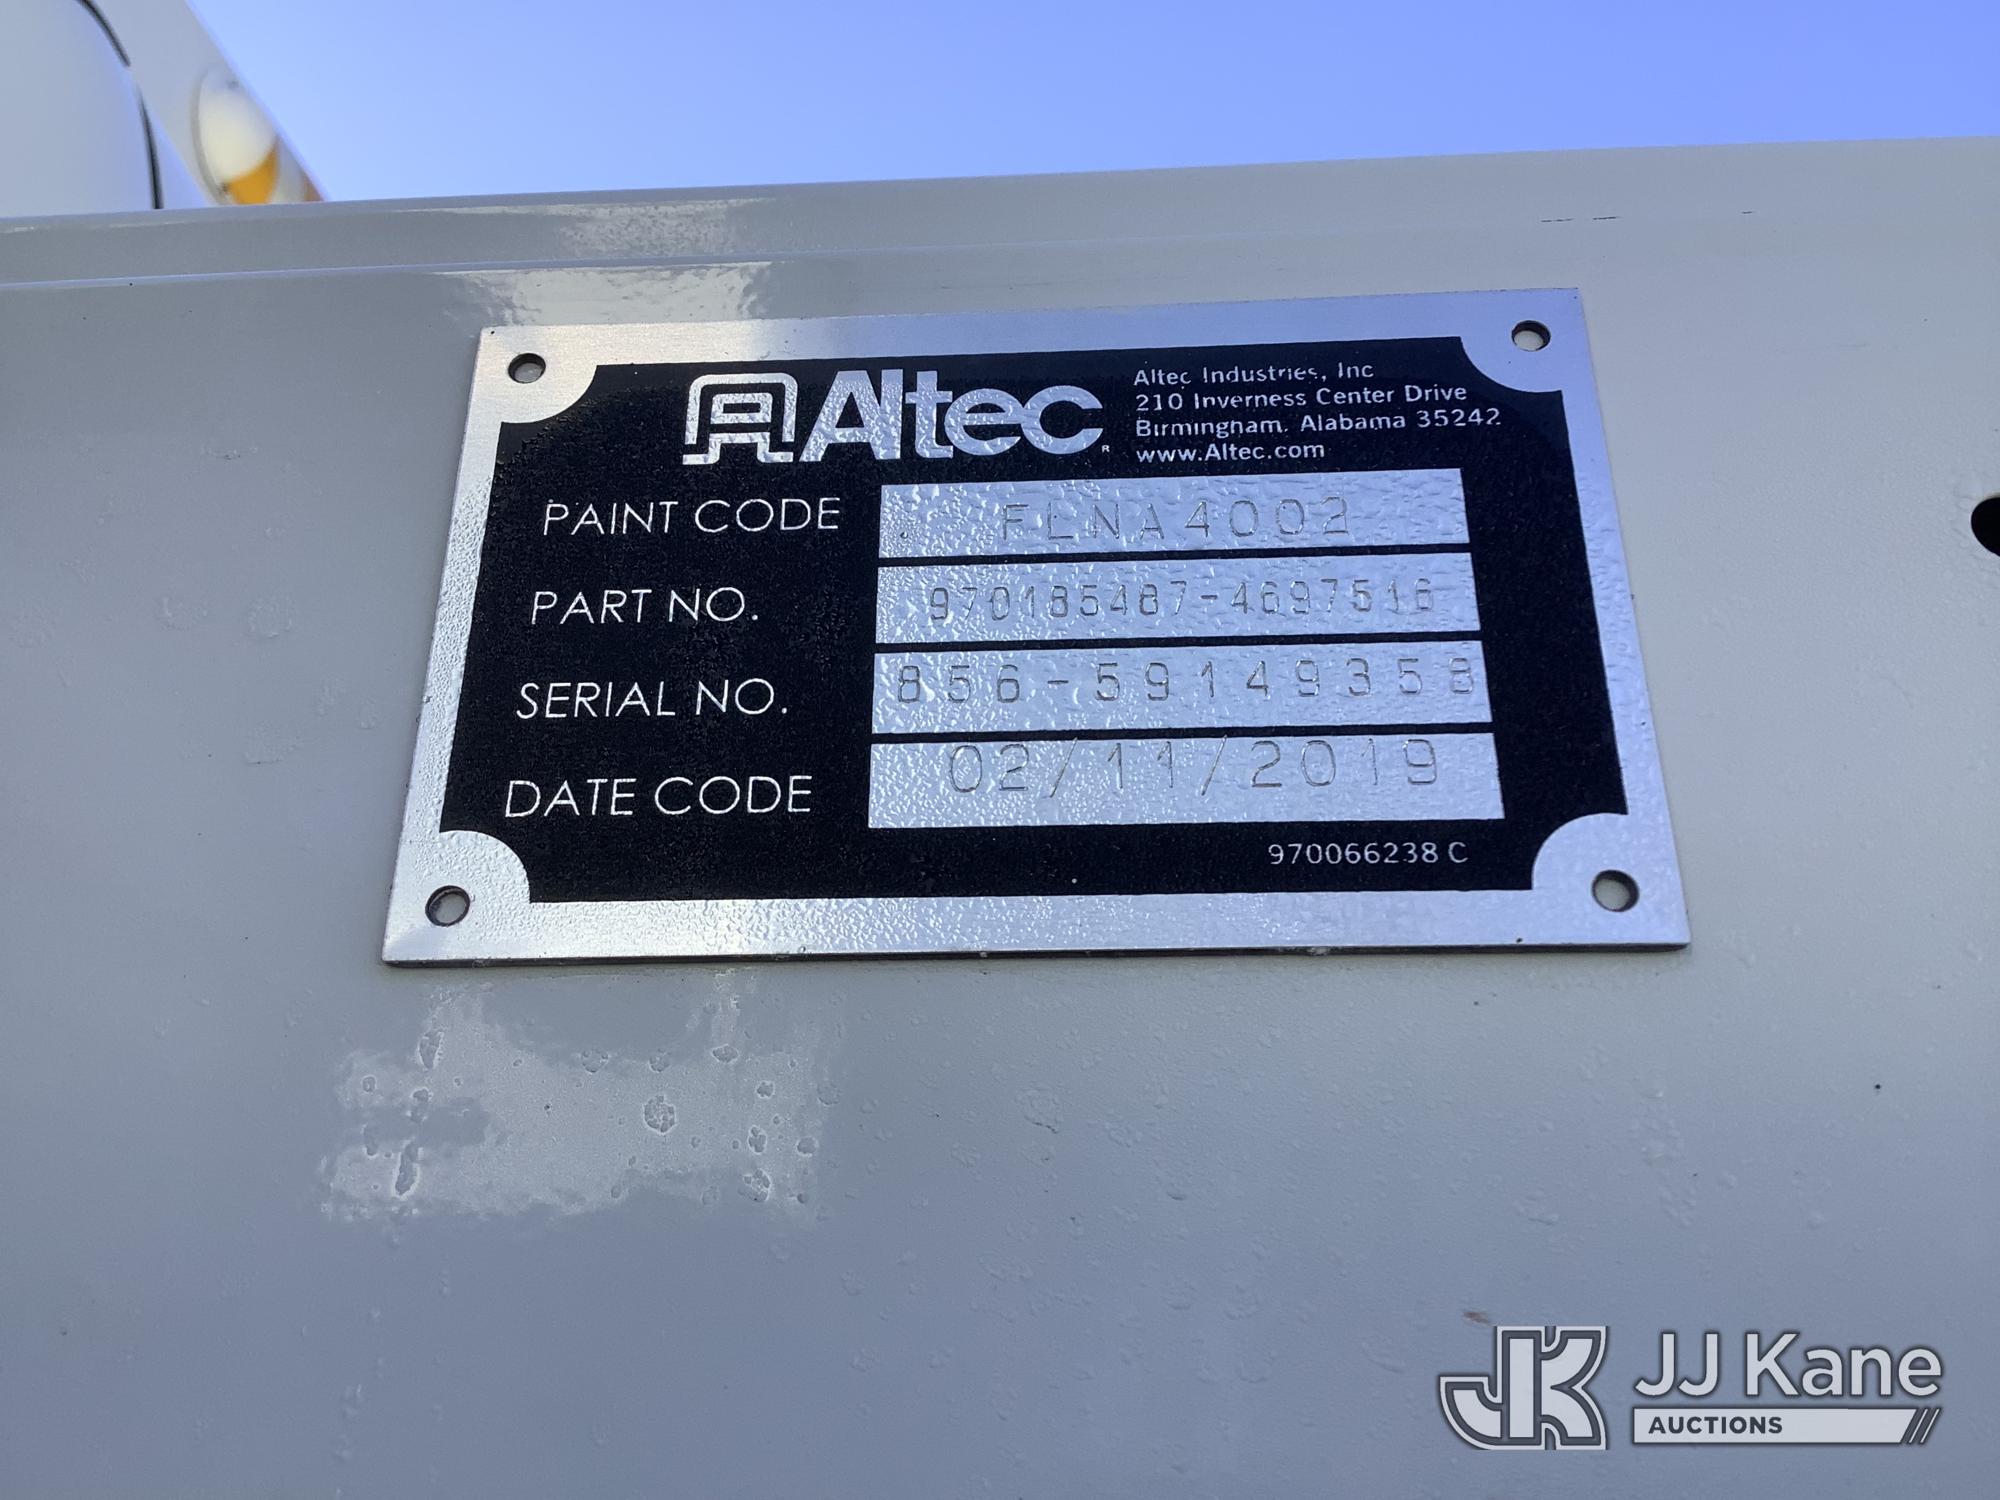 Altec®
Altec Industries, Inc
210 Inverness Center Drive
Birmingham, Alabama 35242
www.Altec.com
PAINT CODE FLNA4002
PART NO. 970185487-4697516
SERIAL NO. 856-59149358
DATE CODE 02/11/2019
970066238 C
JK JJ Kane
AUCTIONS